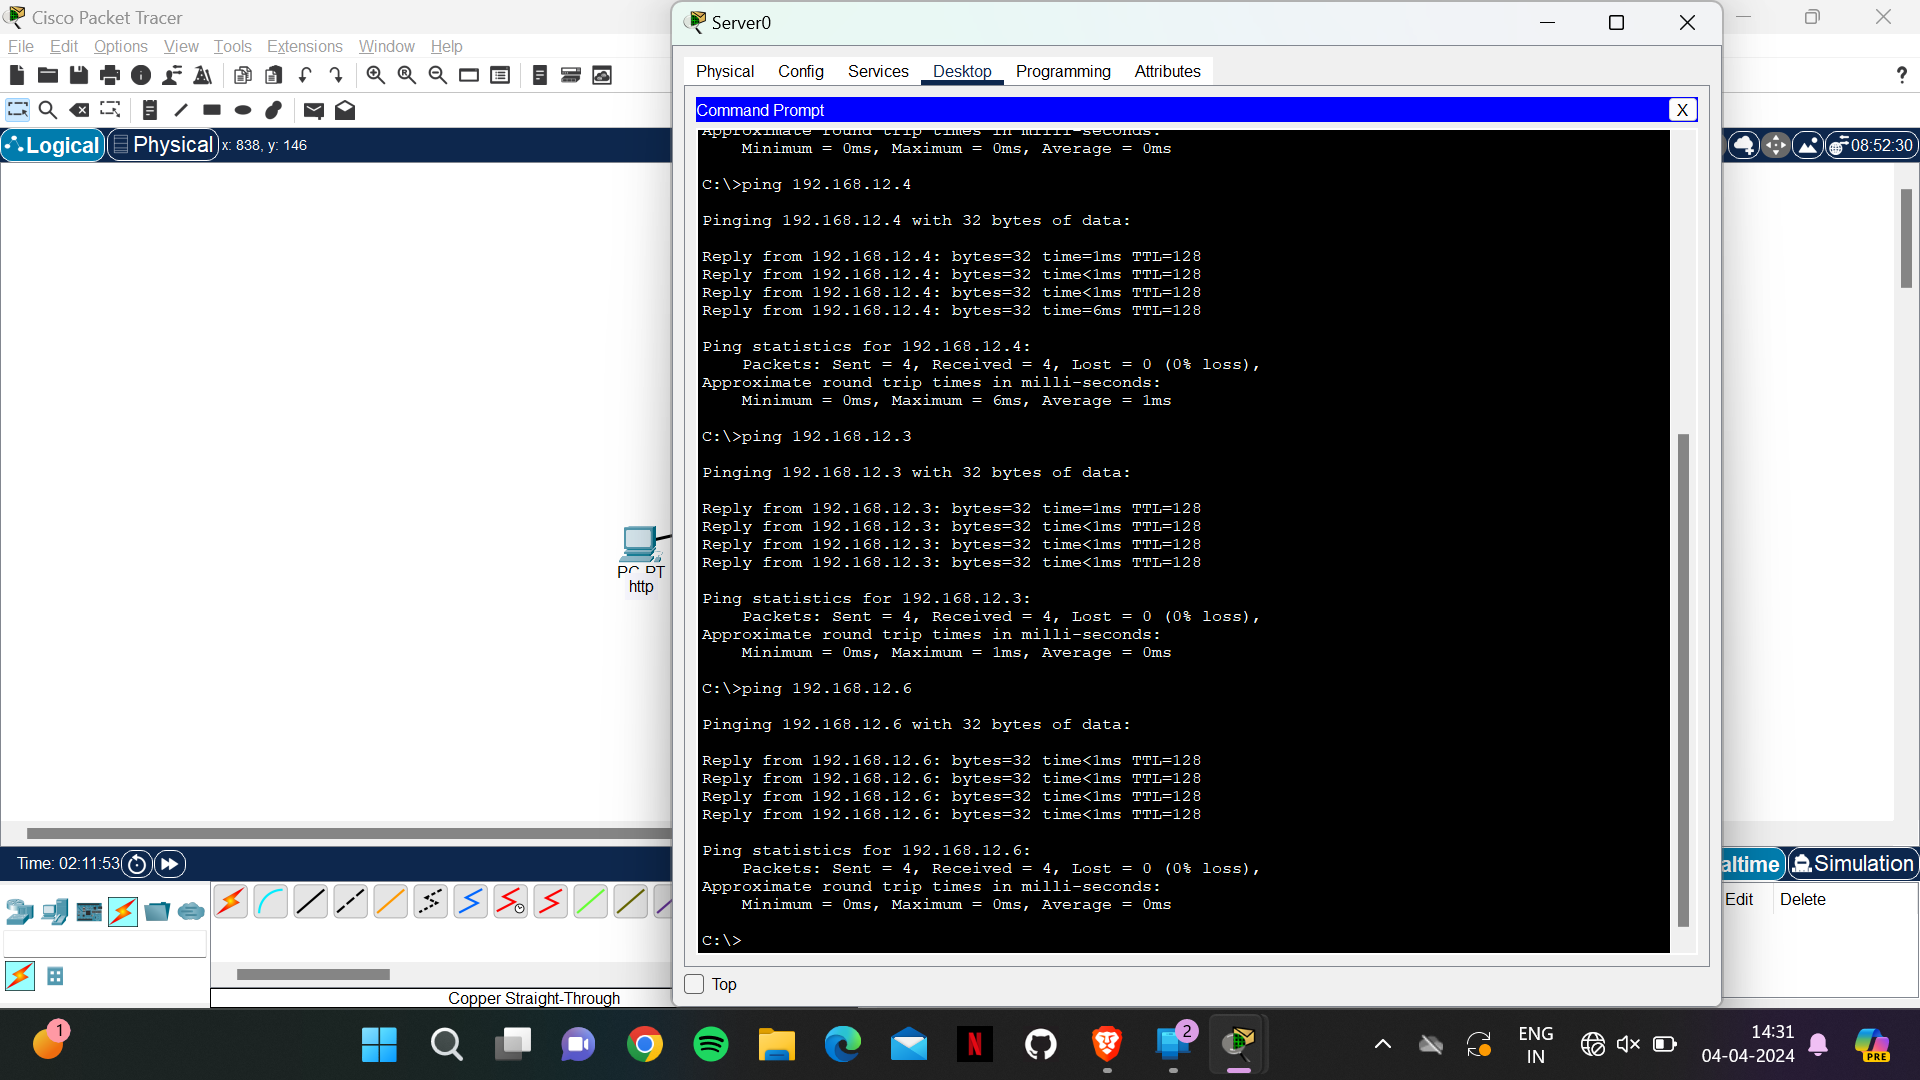 Cisco Packet Tracer
File Edit Options View Tools Extensions Window Help
?
Logical Physical x: 838, y: 146
08:52:30
PC-PT
http
Time: 02:11:53
Copper Straight-Through
Server0
Physical Config Services Desktop Programming Attributes
Command Prompt X
Approximate round trip times in milli-seconds:
Minimum = 0ms, Maximum = 0ms, Average = 0ms
C:\>ping 192.168.12.4
Pinging 192.168.12.4 with 32 bytes of data:
Reply from 192.168.12.4: bytes=32 time=1ms TTL=128
Reply from 192.168.12.4: bytes=32 time<1ms TTL=128
Reply from 192.168.12.4: bytes=32 time<1ms TTL=128
Reply from 192.168.12.4: bytes=32 time=6ms TTL=128
Ping statistics for 192.168.12.4:
Packets: Sent = 4, Received = 4, Lost = 0 (0% loss),
Approximate round trip times in milli-seconds:
Minimum = 0ms, Maximum = 6ms, Average = 1ms
C:\>ping 192.168.12.3
Pinging 192.168.12.3 with 32 bytes of data:
Reply from 192.168.12.3: bytes=32 time=1ms TTL=128
Reply from 192.168.12.3: bytes=32 time<1ms TTL=128
Reply from 192.168.12.3: bytes=32 time<1ms TTL=128
Reply from 192.168.12.3: bytes=32 time<1ms TTL=128
Ping statistics for 192.168.12.3:
Packets: Sent = 4, Received = 4, Lost = 0 (0% loss),
Approximate round trip times in milli-seconds:
Minimum = 0ms, Maximum = 1ms, Average = 0ms
C:\>ping 192.168.12.6
Pinging 192.168.12.6 with 32 bytes of data:
Reply from 192.168.12.6: bytes=32 time<1ms TTL=128
Reply from 192.168.12.6: bytes=32 time<1ms TTL=128
Reply from 192.168.12.6: bytes=32 time<1ms TTL=128
Reply from 192.168.12.6: bytes=32 time<1ms TTL=128
Ping statistics for 192.168.12.6:
Packets: Sent = 4, Received = 4, Lost = 0 (0% loss),
Approximate round trip times in milli-seconds:
Minimum = 0ms, Maximum = 0ms, Average = 0ms
C:\>
Top
altime Simulation
Edit Delete
1
N
2
ENG
IN
14:31
04-04-2024
PRE